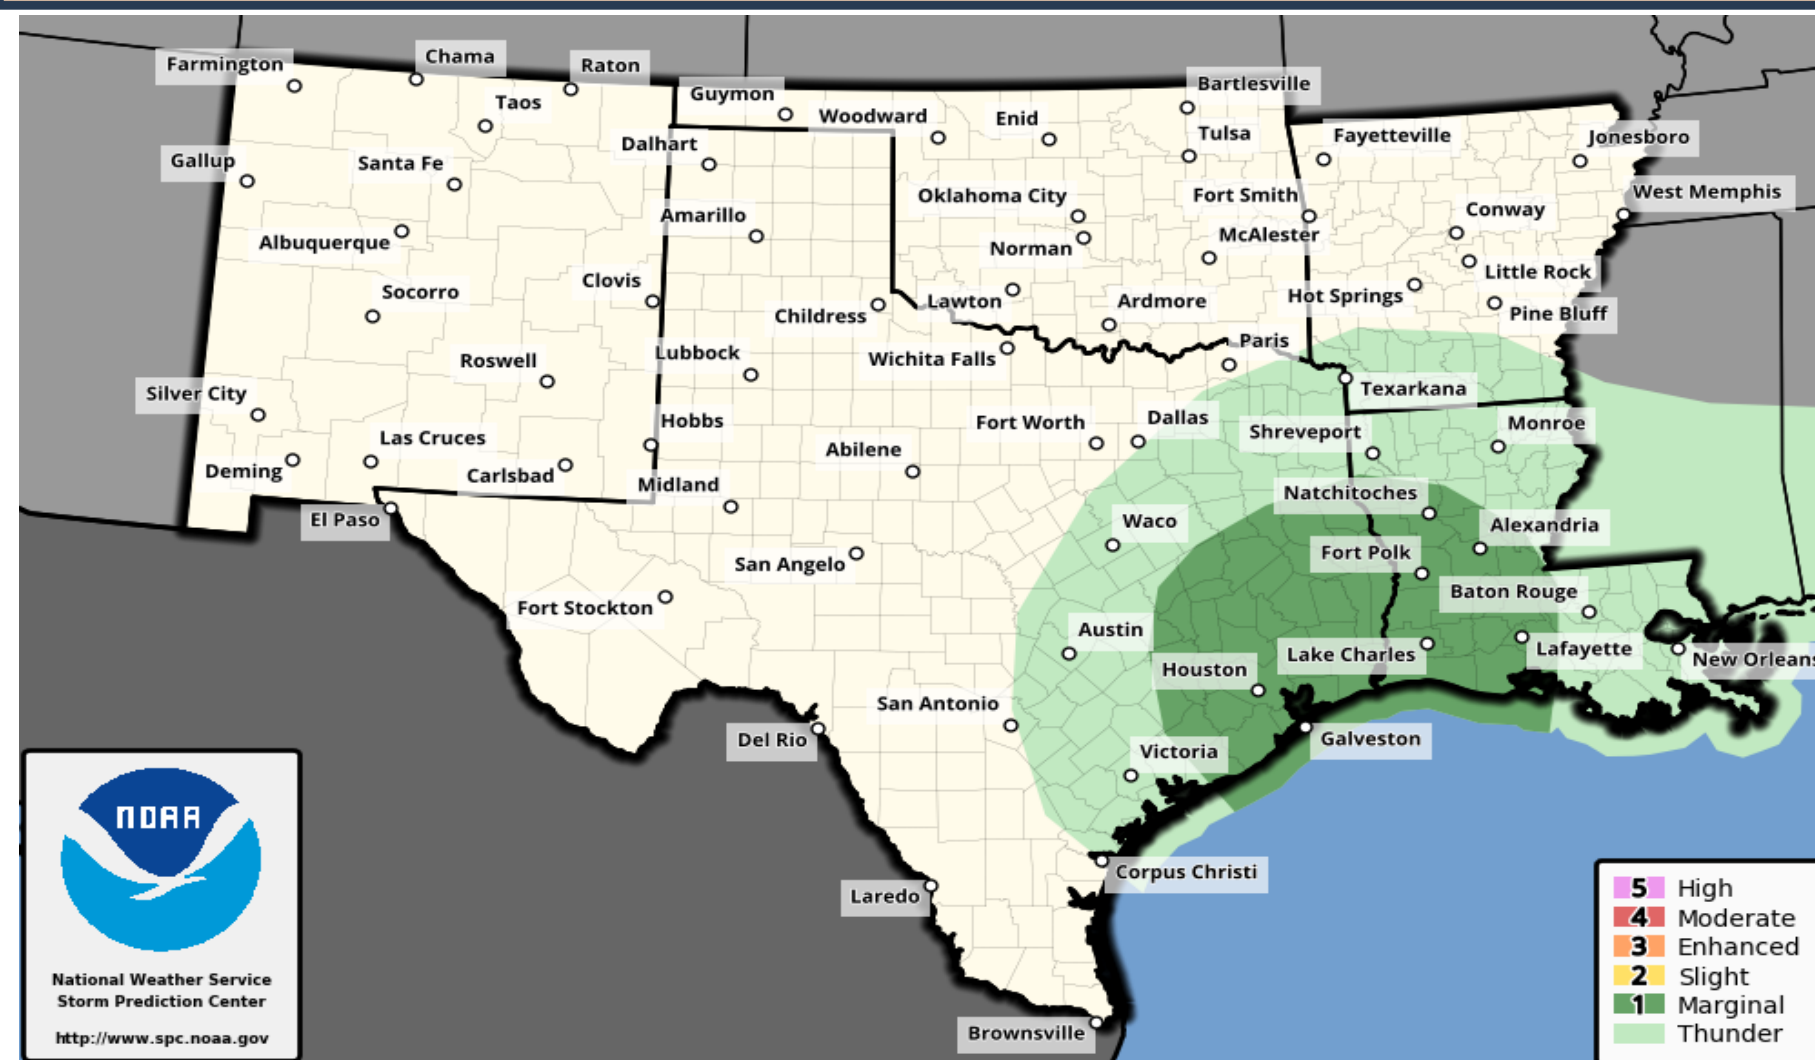 Farmington
Chama
Raton
Taos
Guymon
Woodward
Enid
Bartlesville
Tulsa
Fayetteville
Jonesboro
Gallup
Santa Fe
Dalhart
Oklahoma City
Fort Smith
Conway
West Memphis
Albuquerque
Amarillo
Norman
McAlester
Socorro
Clovis
Childress
Lawton
Ardmore
Hot Springs
Little Rock
Pine Bluff
Roswell
Lubbock
Wichita Falls
Paris
Texarkana
Silver City
Las Cruces
Hobbs
Abilene
Fort Worth
Dallas
Shreveport
Monroe
Deming
Carlsbad
Midland
Natchitoches
Alexandria
El Paso
San Angelo
Waco
Fort Polk
Baton Rouge
Fort Stockton
Austin
Lake Charles
Lafayette
New Orleans
Houston
San Antonio
Del Rio
Victoria
Galveston
Corpus Christi
Laredo
Brownsville
NOAA
National Weather Service
Storm Prediction Center
http://www.spc.noaa.gov
5 High
4 Moderate
3 Enhanced
2 Slight
1 Marginal
Thunder